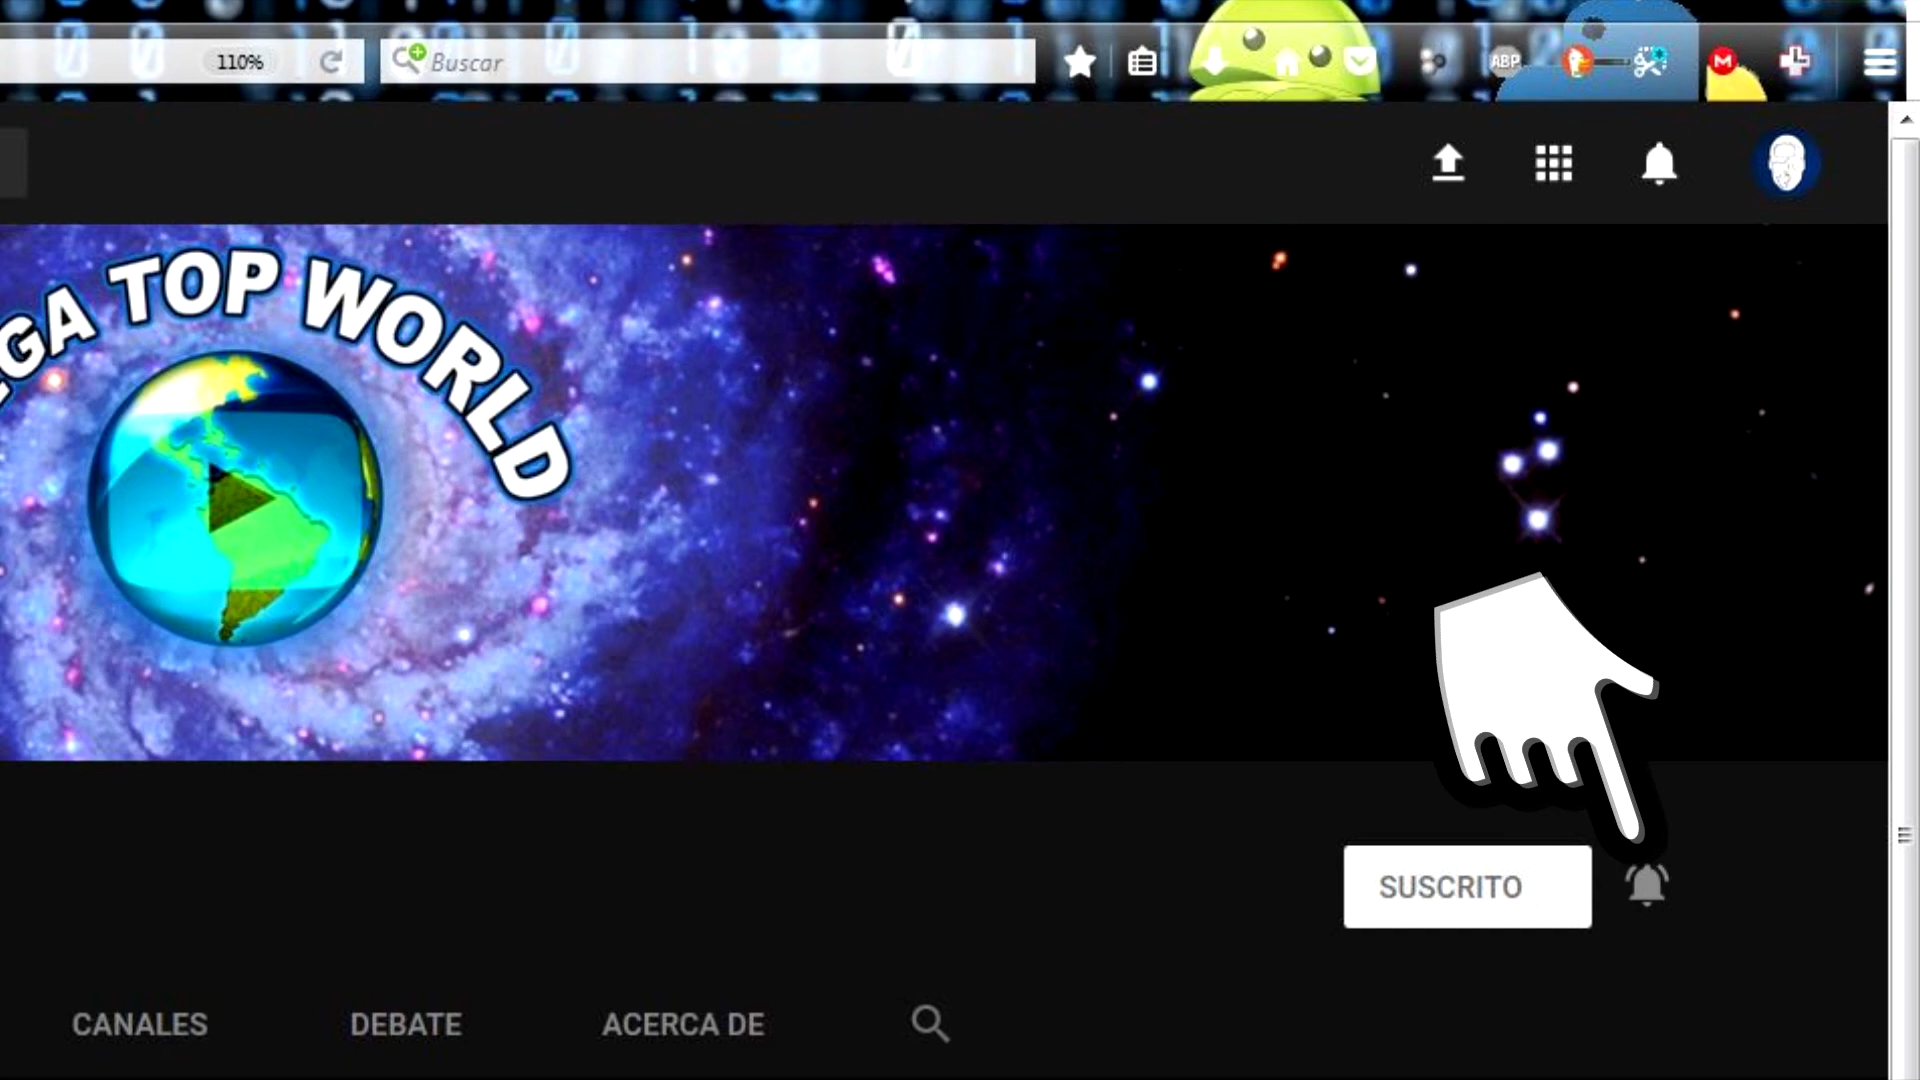 110%
Buscar
ABP
M
GA TOP WORLD
SUSCRITO
CANALES
DEBATE
ACERCA DE